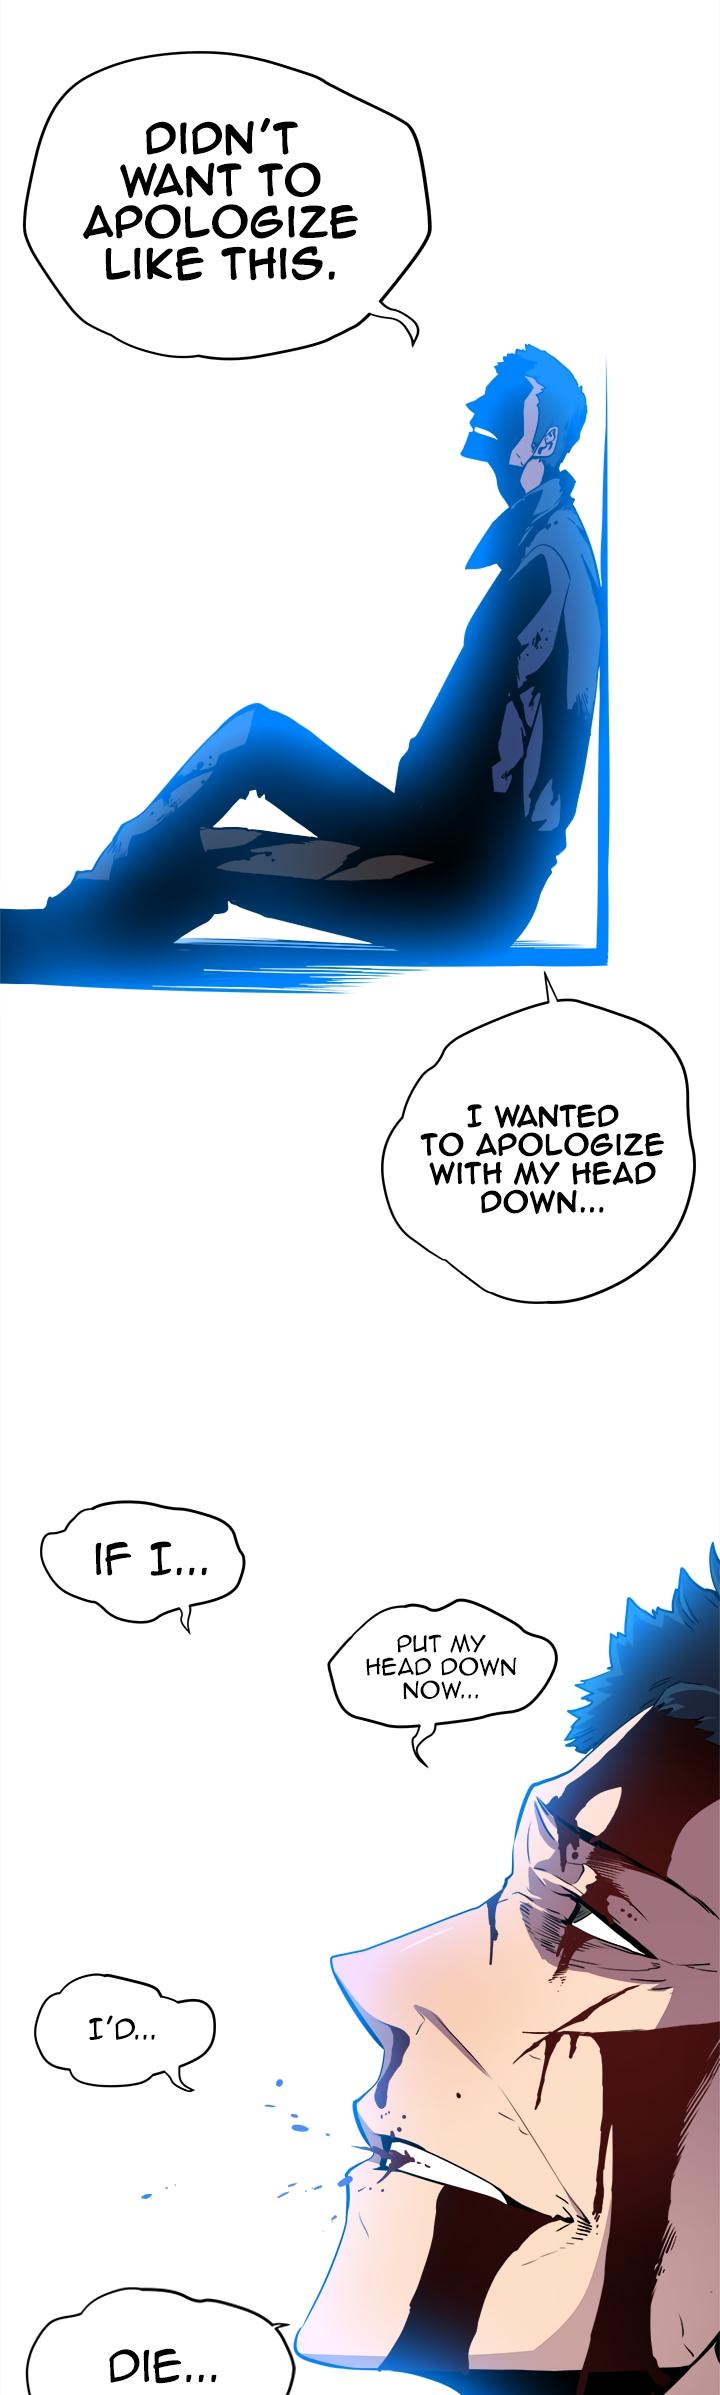 DIDN'T
WANT TO
APOLOGIZE
LIKE THIS.
I WANTED
TO APOLOGIZE
WITH MY HEAD
DOWN...
IF I...
PUT MY
HEAD DOWN
NOW...
I'D...
DIE...